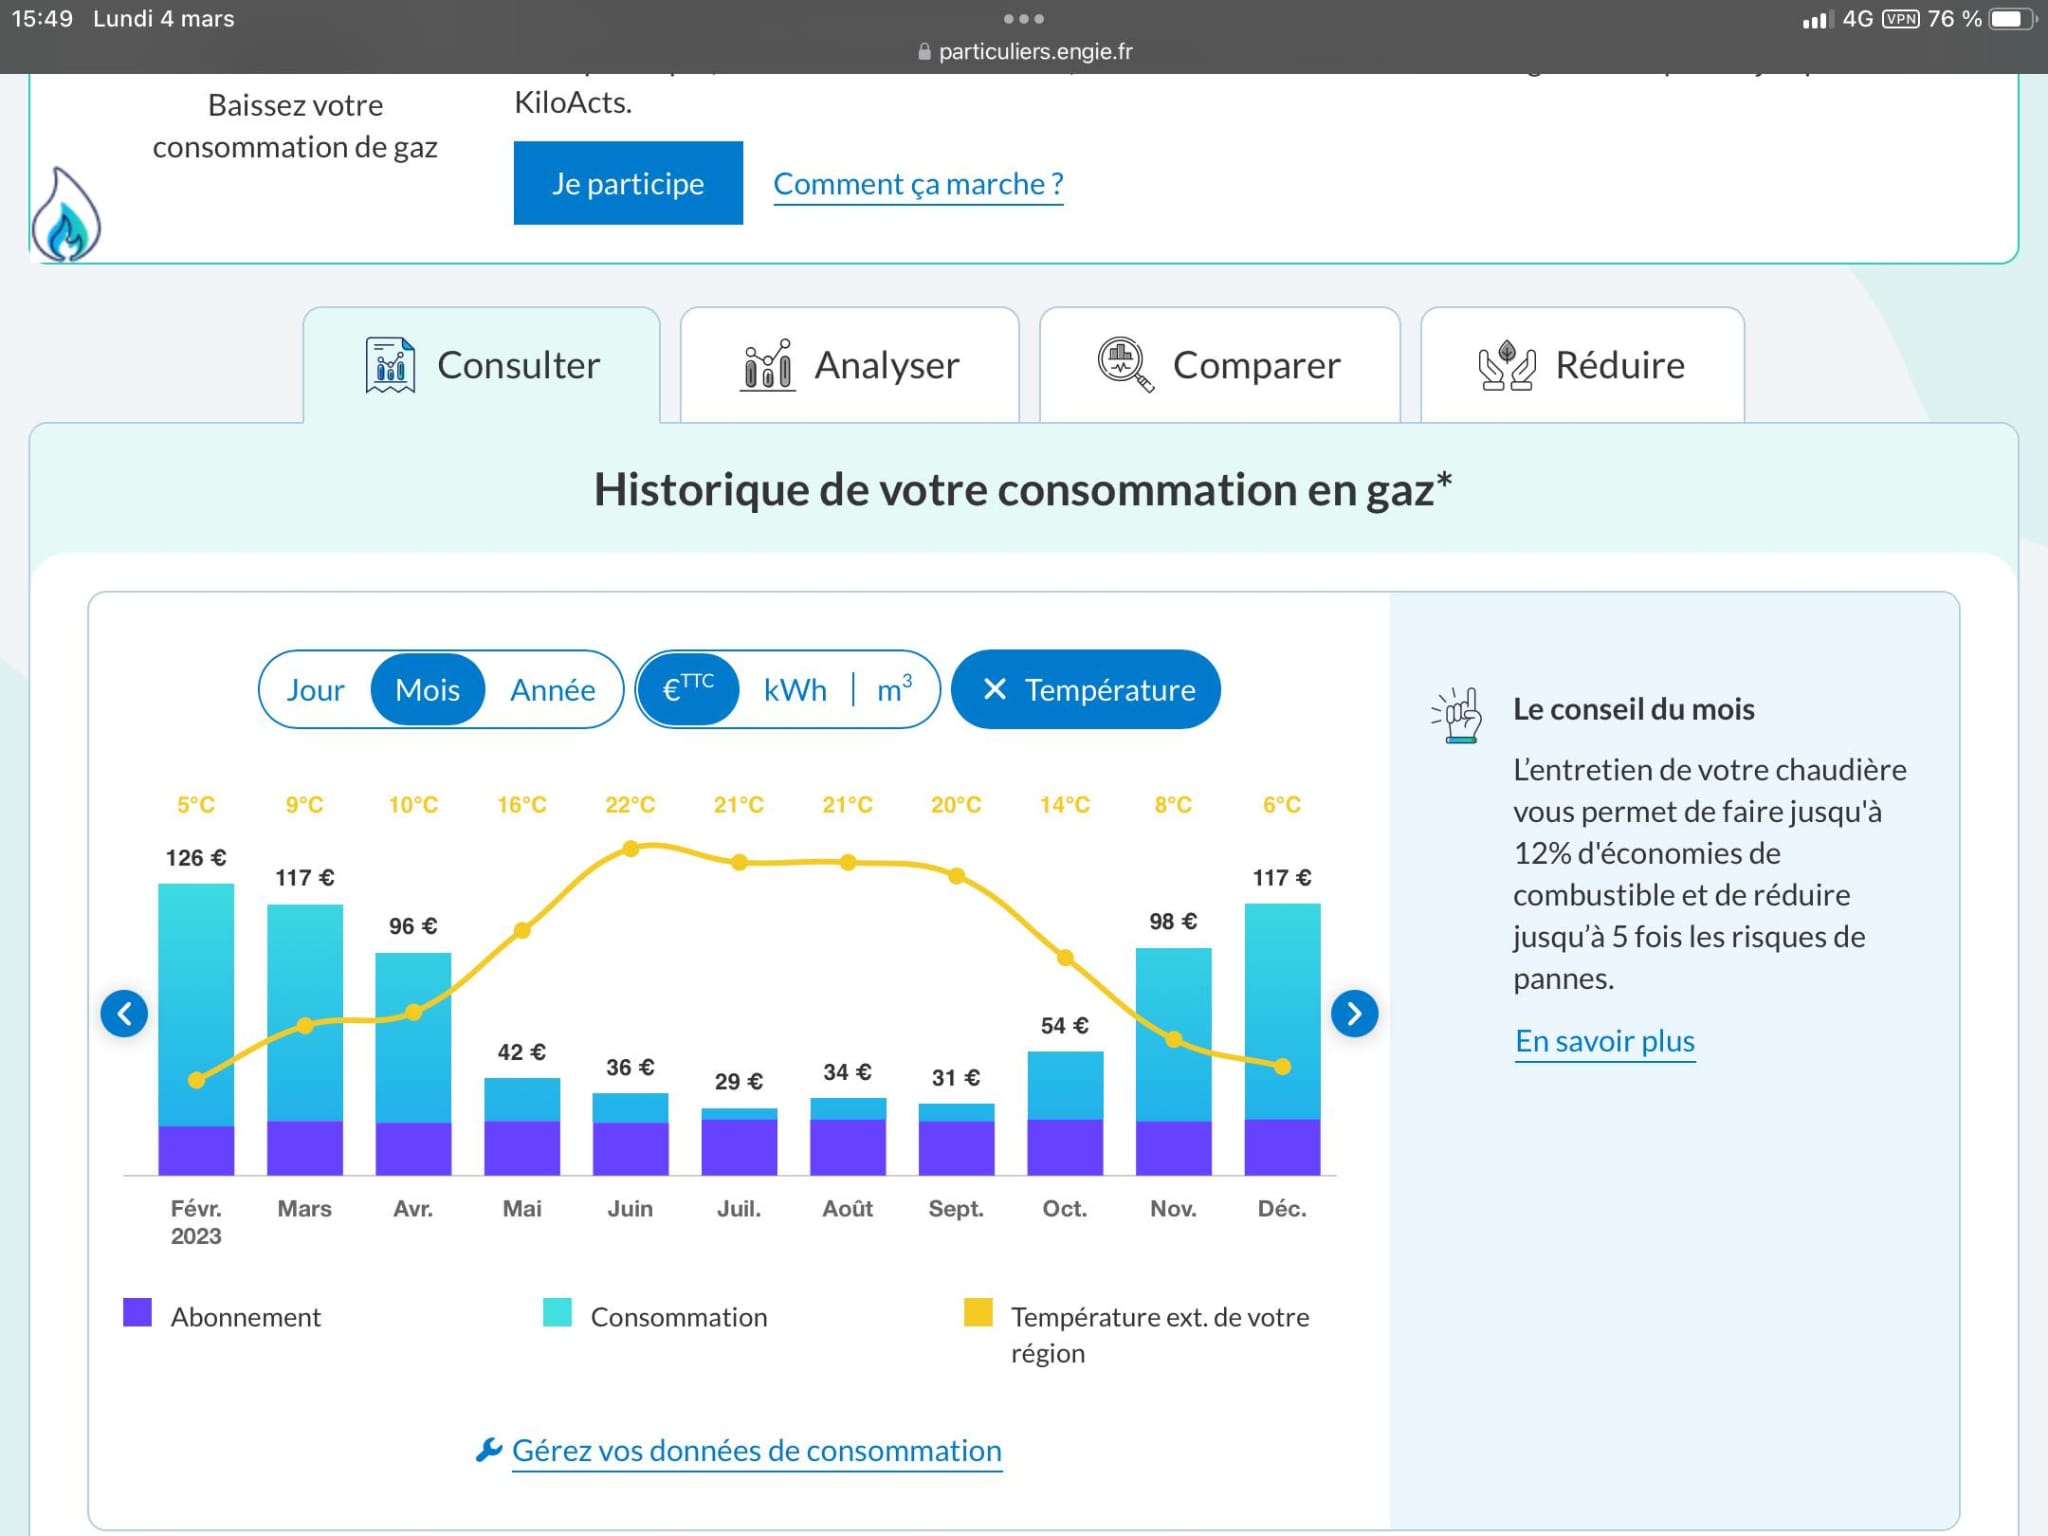 15:49 Lundi 4 mars
4G VPN 76 %
particuliers.engie.fr
Baissez votre
consommation de gaz
KiloActs.
Je participe
Comment ça marche ?
Consulter
Analyser
Comparer
Réduire
Historique de votre consommation en gaz*
Jour Mois Année
€TTC kWh | m³
× Température
5°C 9°C 10°C 16°C 22°C 21°C 21°C 20°C 14°C 8°C 6°C
126 € 117 € 96 € 42 € 36 € 29 € 34 € 31 € 54 € 98 € 117 €
Févr. Mars Avr. Mai Juin Juil. Août Sept. Oct. Nov. Déc.
2023
Abonnement
Consommation
Température ext. de votre
région
Gérez vos données de consommation
Le conseil du mois
L’entretien de votre chaudière
vous permet de faire jusqu'à
12% d'économies de
combustible et de réduire
jusqu’à 5 fois les risques de
pannes.
En savoir plus